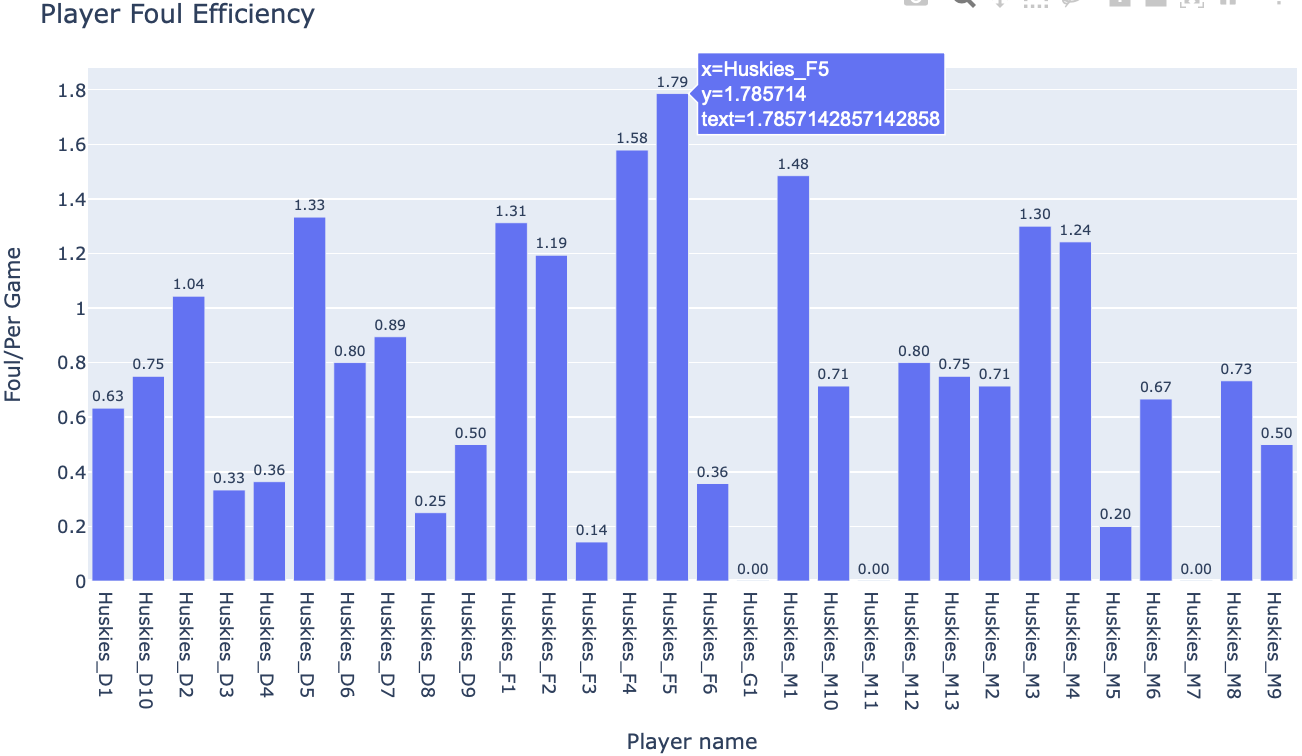 Player Foul Efficiency
x=Huskies_F5
y=1.785714
text=1.7857142857142858
Foul/Per Game
1.8
1.6
1.4
1.2
1
0.8
0.6
0.4
0.2
0
0.63
0.75
1.04
0.33
0.36
1.33
0.80
0.89
0.25
0.50
1.31
1.19
0.14
1.58
1.79
0.36
0.00
1.48
0.71
0.00
0.80
0.75
0.71
1.30
1.24
0.20
0.67
0.00
0.73
0.50
Huskies_D1
Huskies_D10
Huskies_D2
Huskies_D3
Huskies_D4
Huskies_D5
Huskies_D6
Huskies_D7
Huskies_D8
Huskies_D9
Huskies_F1
Huskies_F2
Huskies_F3
Huskies_F4
Huskies_F5
Huskies_F6
Huskies_G1
Huskies_M1
Huskies_M10
Huskies_M11
Huskies_M12
Huskies_M13
Huskies_M2
Huskies_M3
Huskies_M4
Huskies_M5
Huskies_M6
Huskies_M7
Huskies_M8
Huskies_M9
Player name